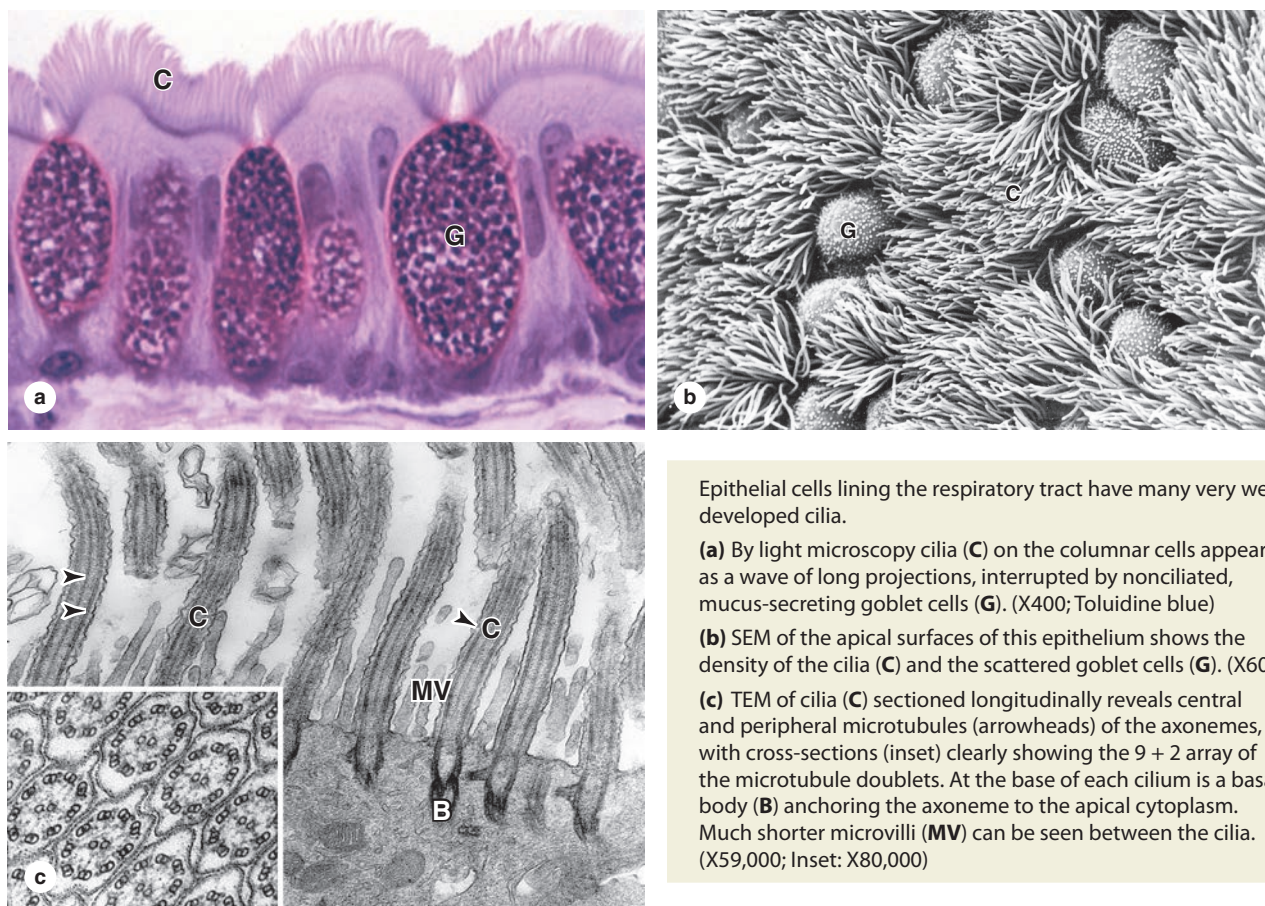 C
G
a
C
G
b
C
C
MV
B
c
Epithelial cells lining the respiratory tract have many very
developed cilia.
(a) By light microscopy cilia (C) on the columnar cells appear
as a wave of long projections, interrupted by nonciliated,
mucus-secreting goblet cells (G). (X400; Toluidine blue)
(b) SEM of the apical surfaces of this epithelium shows the
density of the cilia (C) and the scattered goblet cells (G).
(c) TEM of cilia (C) sectioned longitudinally reveals central
and peripheral microtubules (arrowheads) of the axonemes,
with cross-sections (inset) clearly showing the 9 + 2 array of
the microtubule doublets. At the base of each cilium is a
body (B) anchoring the axoneme to the apical cytoplasm.
Much shorter microvilli (MV) can be seen between the cilia.
(X59,000; Inset: X80,000)